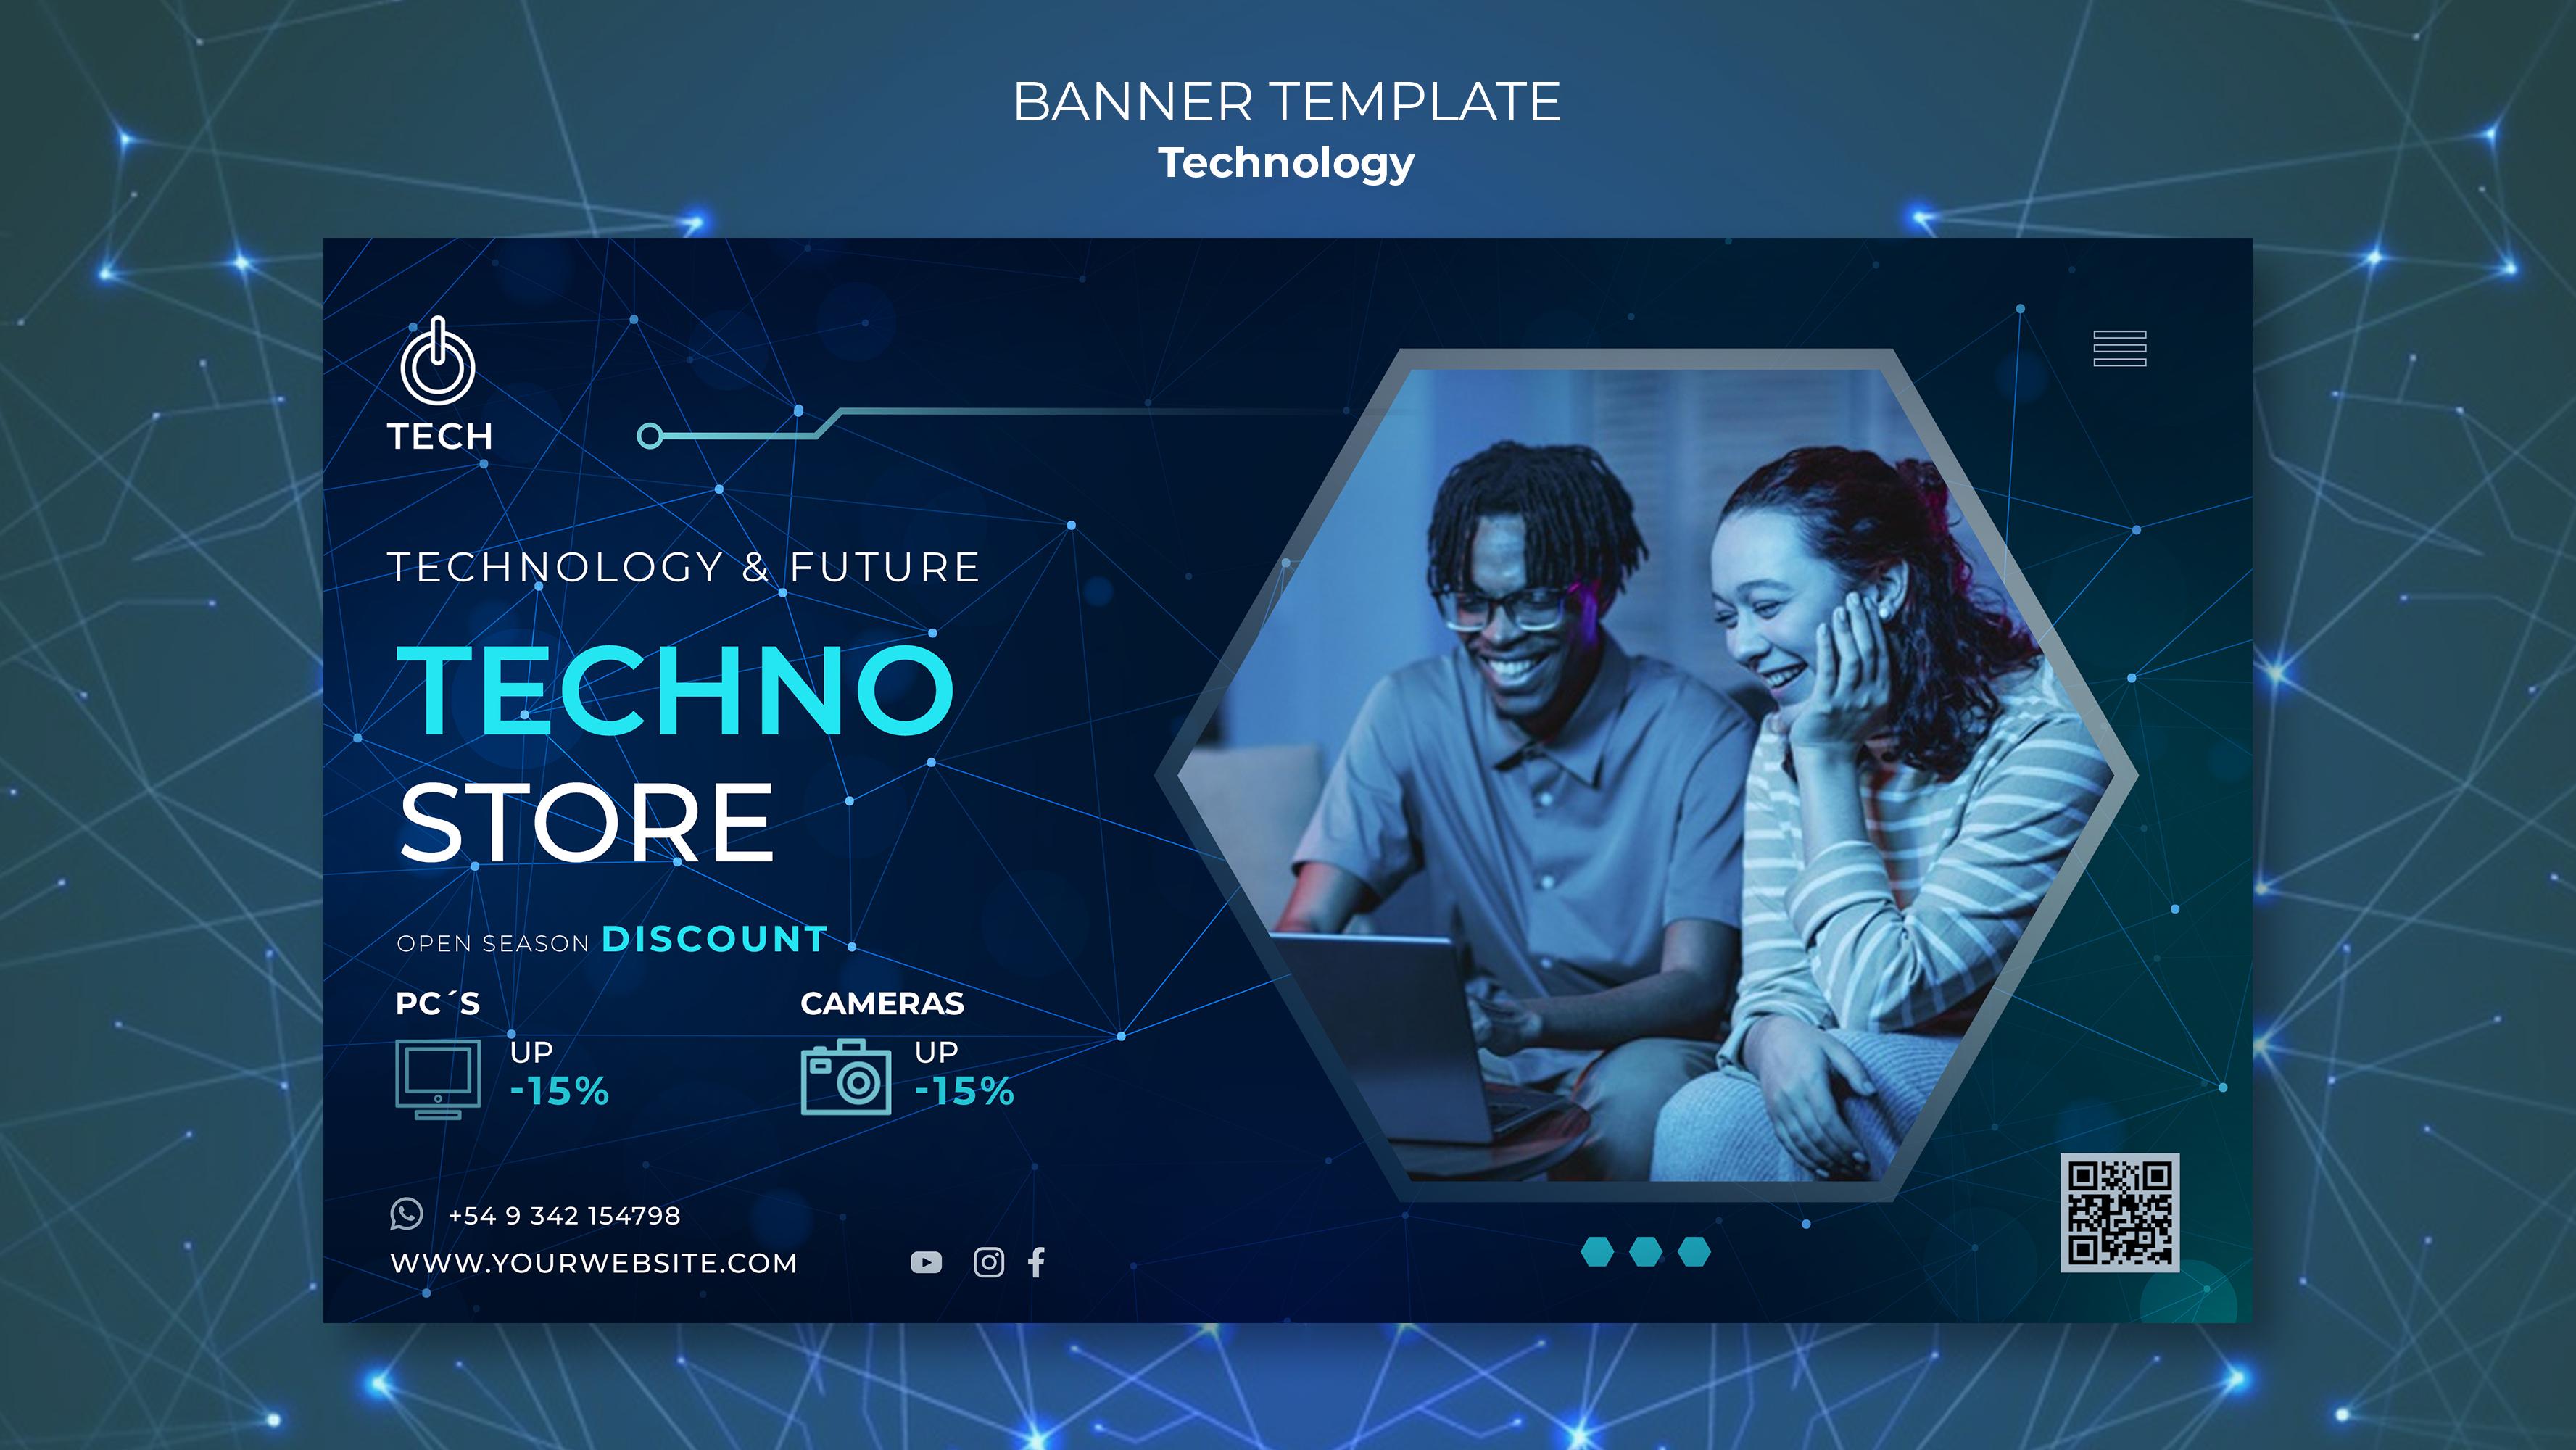 BANNER TEMPLATE
Technology
TECH
TECHNOLOGY & FUTURE
TECHNO
STORE
OPEN SEASON DISCOUNT
PC´S
UP
-15%
CAMERAS
UP
-15%
+54 9 342 154798
WWW.YOURWEBSITE.COM